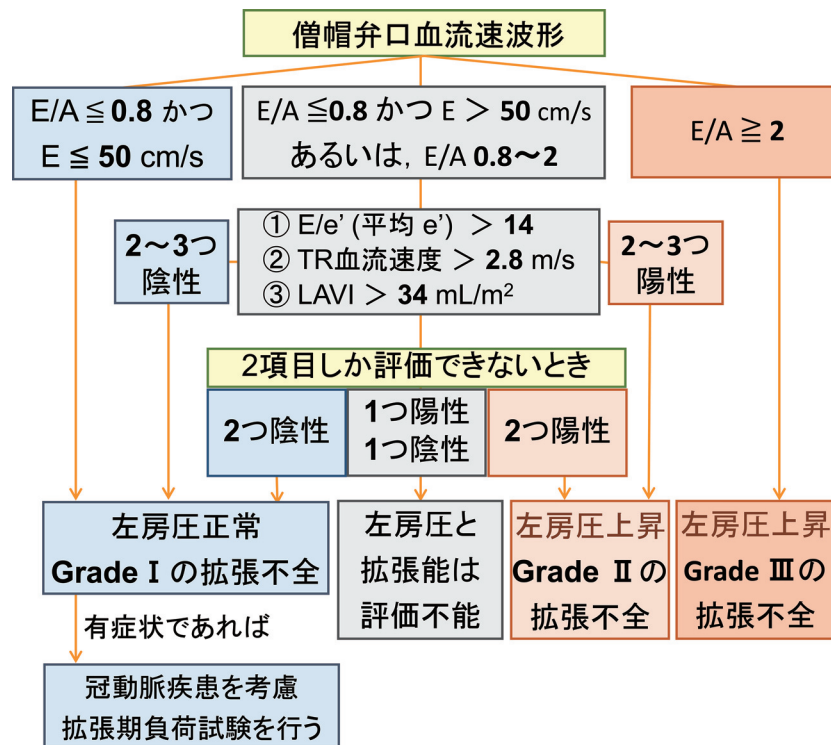 僧帽弁口血流速波形
E/A ≦ 0.8 かつ
E ≦ 50 cm/s
E/A ≦0.8 かつ E ＞ 50 cm/s
あるいは，E/A 0.8～2
E/A ≧ 2
2～3つ
陰性
① E/e’ (平均 e’) ＞ 14
② TR血流速度 ＞ 2.8 m/s
③ LAVI ＞ 34 mL/m²
2～3つ
陽性
2項目しか評価できないとき
2つ陰性
1つ陽性
1つ陰性
2つ陽性
左房圧正常
Grade Ⅰ の拡張不全
左房圧と
拡張能は
評価不能
左房圧上昇
Grade Ⅱ の
拡張不全
左房圧上昇
Grade Ⅲ の
拡張不全
有症状であれば
冠動脈疾患を考慮
拡張期負荷試験を行う